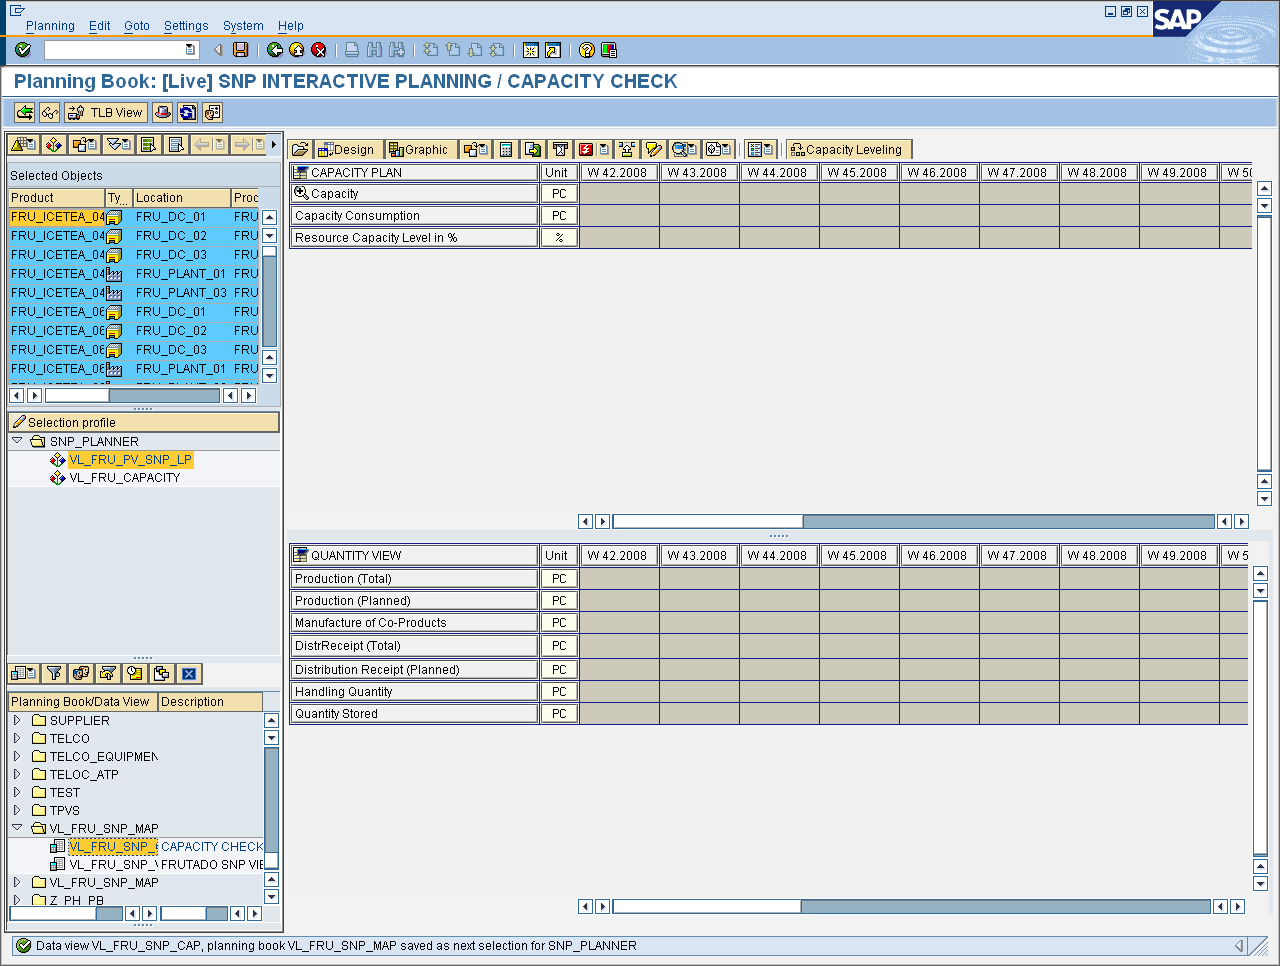 Planning Edit Goto Settings System Help
SAP
Planning Book: [Live] SNP INTERACTIVE PLANNING / CAPACITY CHECK
TLB View
Design Graphic Capacity Leveling
Selected Objects
Product Ty... Location Proc
FRU_ICETEA_04 FRU_DC_01 FRU
FRU_ICETEA_04 FRU_DC_02 FRU
FRU_ICETEA_04 FRU_DC_03 FRU
FRU_ICETEA_04 FRU_PLANT_01 FRU
FRU_ICETEA_04 FRU_PLANT_03 FRU
FRU_ICETEA_06 FRU_DC_01 FRU
FRU_ICETEA_06 FRU_DC_02 FRU
FRU_ICETEA_06 FRU_DC_03 FRU
FRU_ICETEA_06 FRU_PLANT_01 FRU
Selection profile
SNP_PLANNER
VL_FRU_PV_SNP_LP
VL_FRU_CAPACITY
Planning Book/Data View Description
SUPPLIER
TELCO
TELCO_EQUIPMEN
TELOC_ATP
TEST
TPVS
VL_FRU_SNP_MAP
VL_FRU_SNP_ CAPACITY CHECK
VL_FRU_SNP_ FRUTADO SNP VIE
VL_FRU_SNP_MAP
Z_PH_PB
CAPACITY PLAN Unit W 42.2008 W 43.2008 W 44.2008 W 45.2008 W 46.2008 W 47.2008 W 48.2008 W 49.2008 W 50
Capacity PC
Capacity Consumption PC
Resource Capacity Level in % %
QUANTITY VIEW Unit W 42.2008 W 43.2008 W 44.2008 W 45.2008 W 46.2008 W 47.2008 W 48.2008 W 49.2008 W 5
Production (Total) PC
Production (Planned) PC
Manufacture of Co-Products PC
DistrReceipt (Total) PC
Distribution Receipt (Planned) PC
Handling Quantity PC
Quantity Stored PC
Data view VL_FRU_SNP_CAP, planning book VL_FRU_SNP_MAP saved as next selection for SNP_PLANNER